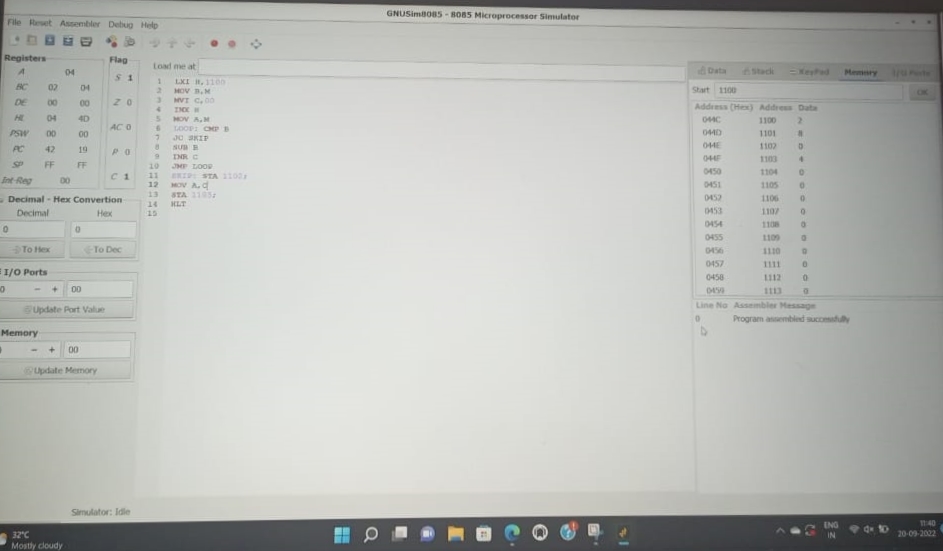 GNUSim8085 - 8085 Microprocessor Simulator
File Reset Assembler Debug Help
Registers
A 04
BC 02 04
DE 00 00
HL 04 4D
PSW 00 00
PC 42 19
SP FF FF
Int-Reg 00
Flag
S 1
Z 0
AC 0
P 0
C 1
Decimal - Hex Convertion
Decimal Hex
0 0
To Hex To Dec
I/O Ports
0 - + 00
Update Port Value
Memory
- + 00
Update Memory
Load me at
1 LXI H,1100
2 MOV B,M
3 MVI C,00
4 INX H
5 MOV A,M
6 LOOP: CMP B
7 JC SKIP
8 SUB B
9 INR C
10 JMP LOOP
11 SKIP: STA 1102;
12 MOV A,C
13 STA 1103;
14 HLT
15
Data Stack KeyPad Memory I/O Ports
Start 1100 OK
Address (Hex) Address Data
044C 1100 2
044D 1101 8
044E 1102 0
044F 1103 4
0450 1104 0
0451 1105 0
0452 1106 0
0453 1107 0
0454 1108 0
0455 1109 0
0456 1110 0
0457 1111 0
0458 1112 0
0459 1113 0
Line No Assembler Message
0 Program assembled successfully
Simulator: Idle
32°C
Mostly cloudy
ENG
IN
11:40
20-09-2022